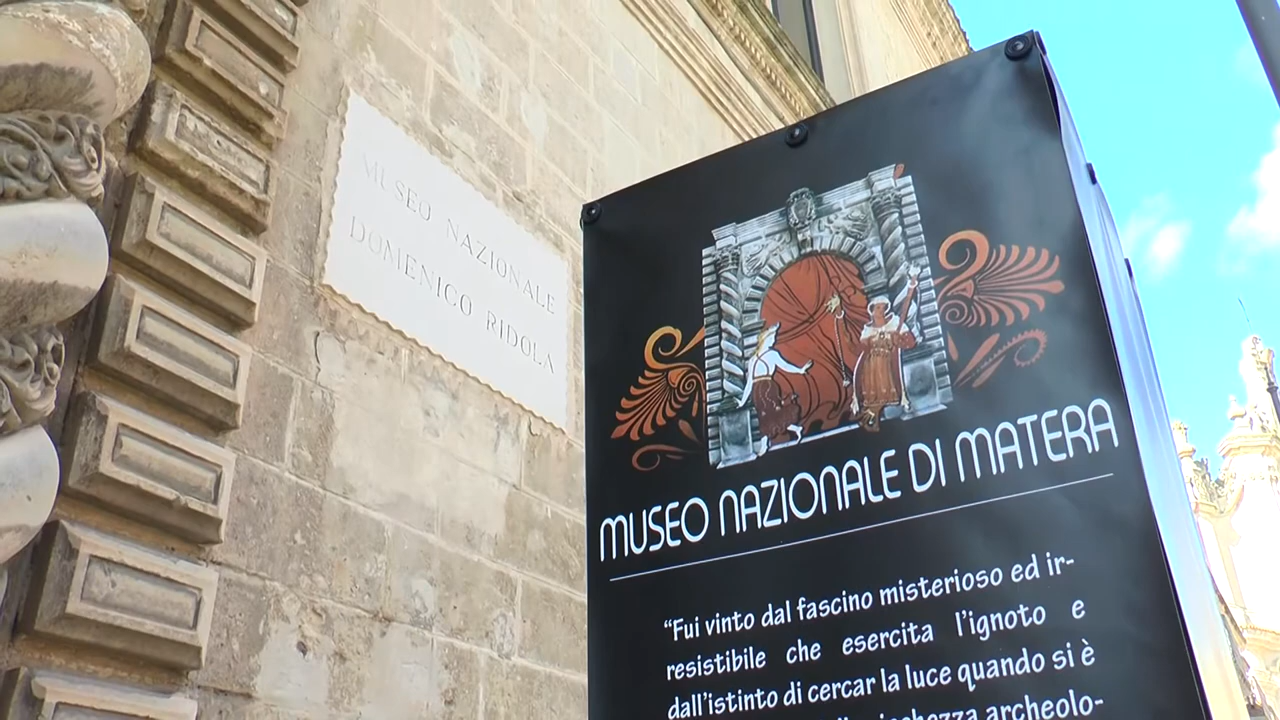 MUSEO NAZIONALE
DOMENICO RIDOLA
MUSEO NAZIONALE DI MATERA
“Fui vinto dal fascino misterioso ed ir-
resistibile che esercita l’ignoto e
dall’istinto di cercar la luce quando si è
archeolo-